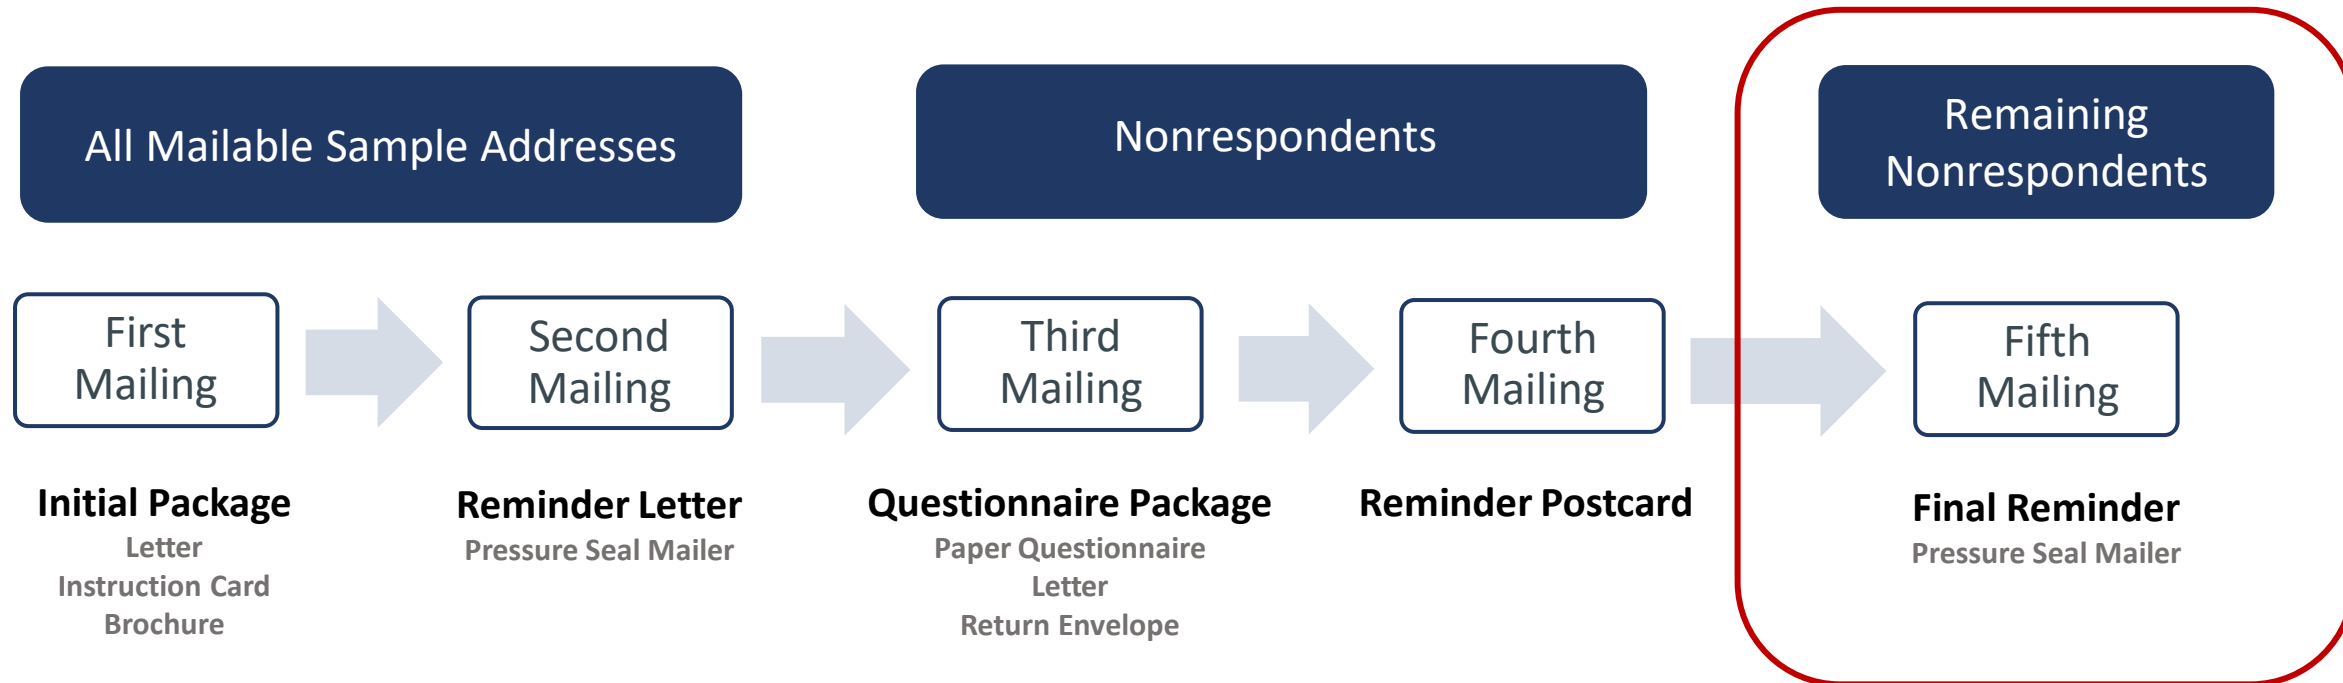 All Mailable Sample Addresses
Nonrespondents
Remaining
Nonrespondents
First
Mailing
Second
Mailing
Third
Mailing
Fourth
Mailing
Fifth
Mailing
Initial Package
Letter
Instruction Card
Brochure
Reminder Letter
Pressure Seal Mailer
Questionnaire Package
Paper Questionnaire
Letter
Return Envelope
Reminder Postcard
Final Reminder
Pressure Seal Mailer